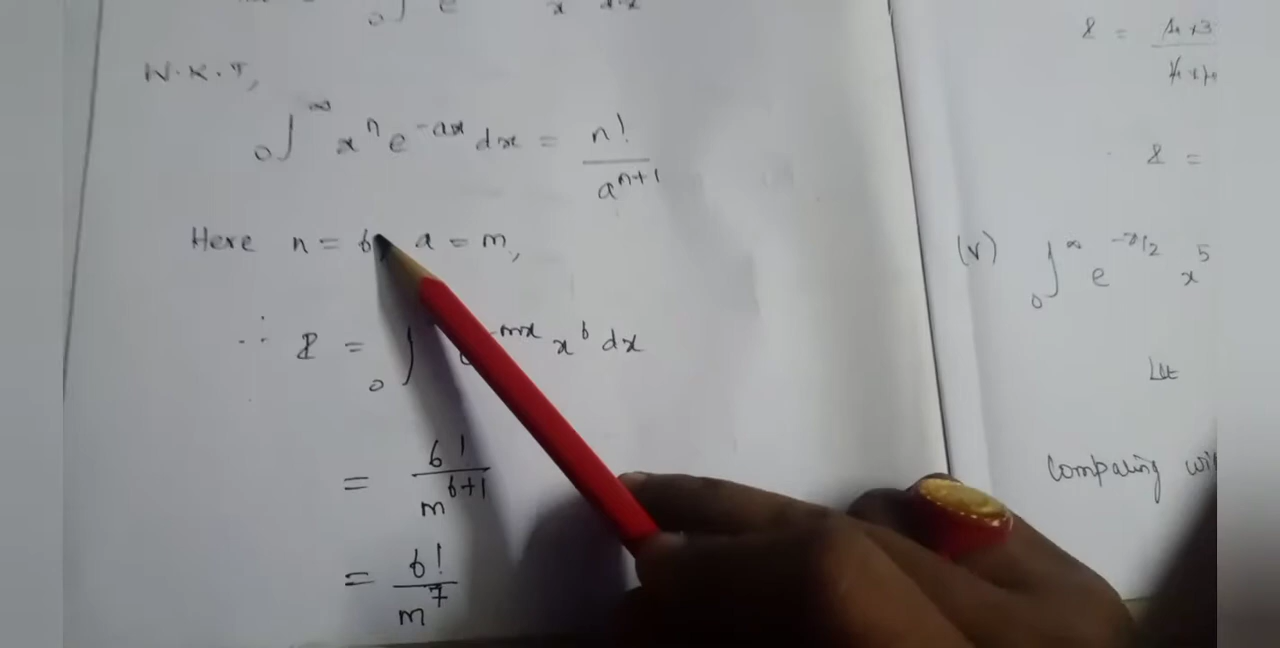 W.K.T,
₀∫^∞ xⁿ e^{-ax} dx = n! / a^{n+1}
Here n = 6, a = m,
∴ I = ₀∫ e^{-mx} x⁶ dx
= 6! / m^{6+1}
= 6! / m⁷
(v) ₀∫^∞ e^{-x/2} x⁵
Let
Comparing